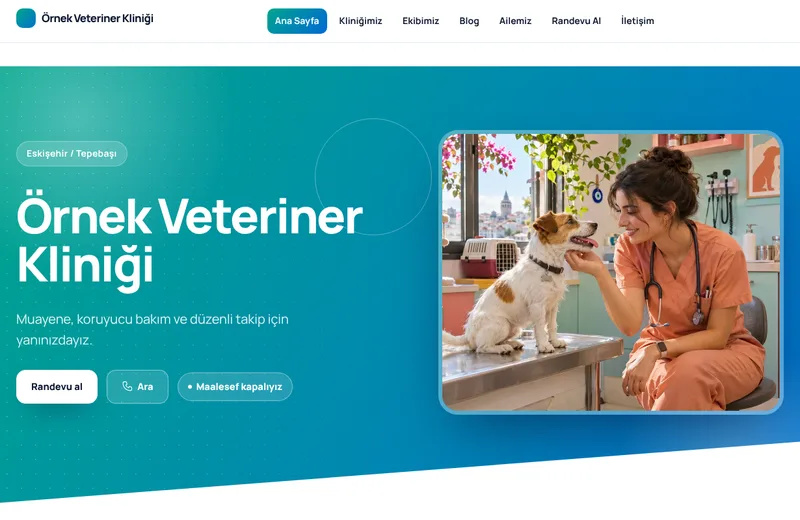 Örnek Veteriner Kliniği
Ana Sayfa
Kliniğimiz
Ekibimiz
Blog
Ailemiz
Randevu Al
İletişim
Eskişehir / Tepebaşı
Örnek Veteriner
Kliniği
Muayene, koruyucu bakım ve düzenli takip için
yanınızdayız.
Randevu al
Ara
Maalesef kapalıyız